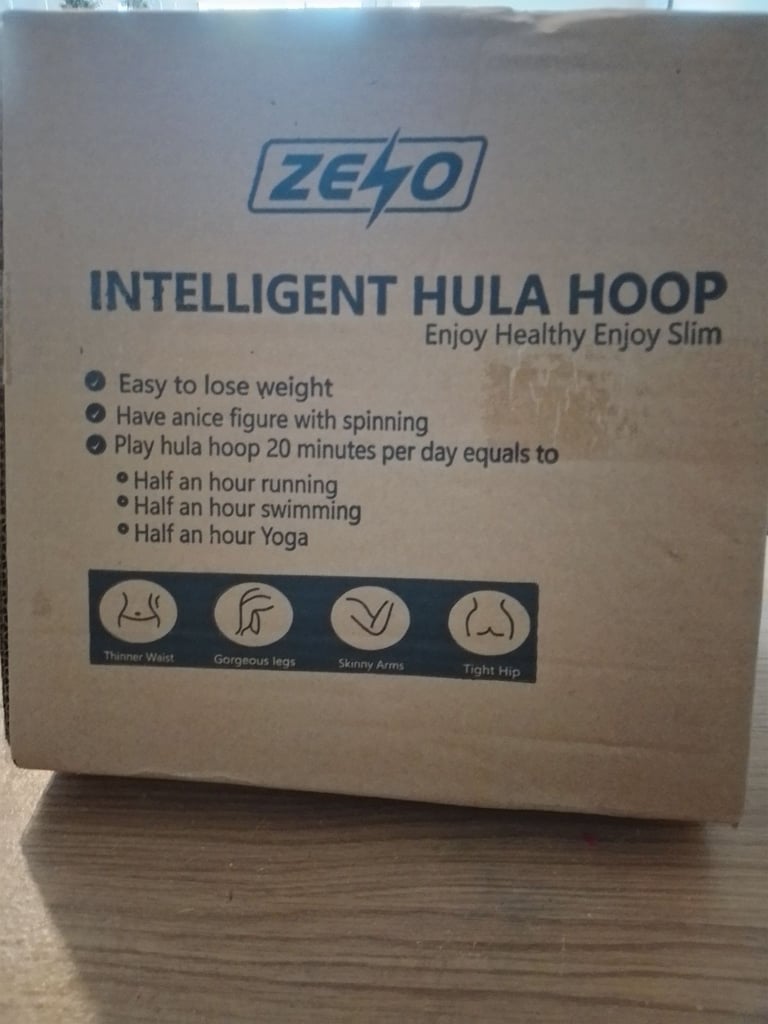 ZESO
INTELLIGENT HULA HOOP
Enjoy Healthy Enjoy Slim
Easy to lose weight
Have anice figure with spinning
Play hula hoop 20 minutes per day equals to
Half an hour running
Half an hour swimming
Half an hour Yoga
Thinner Waist Gorgeous legs Skinny Arms Tight Hip